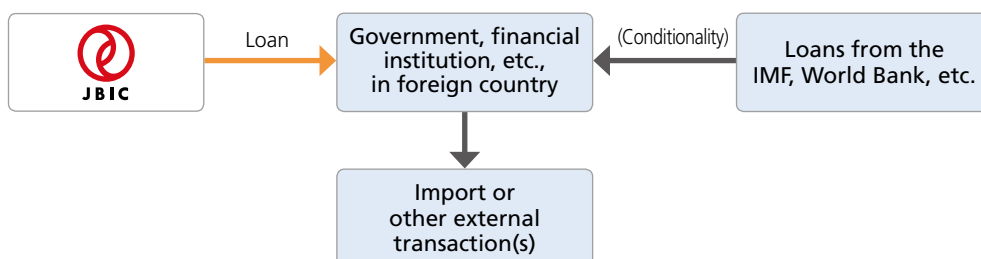 JBIC
Loan
Government, financial
institution, etc.,
in foreign country
(Conditionality)
Loans from the
IMF, World Bank, etc.
Import or
other external
transaction(s)